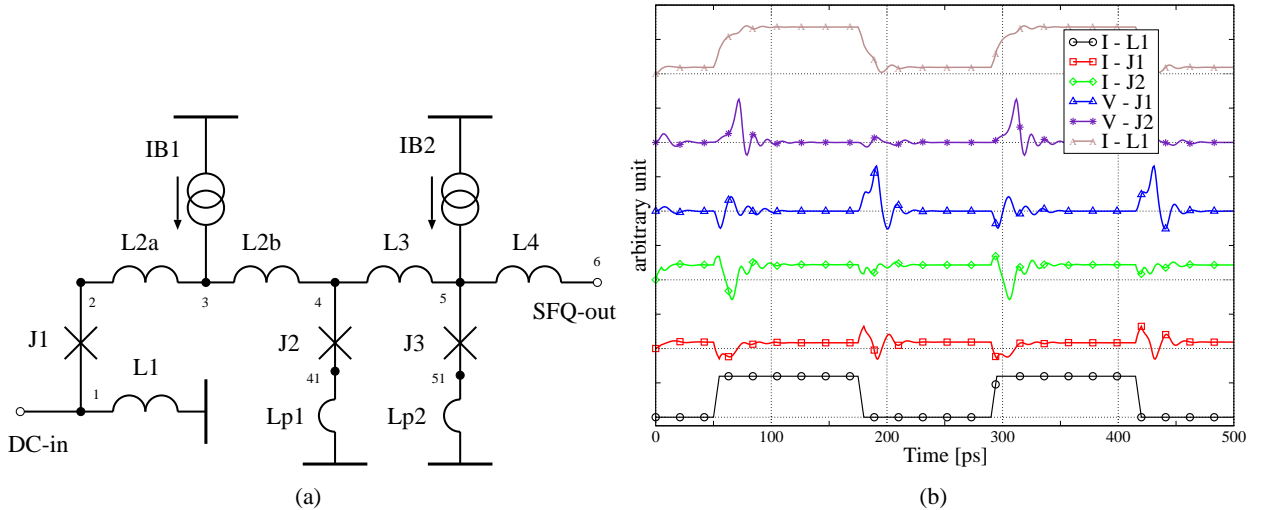 IB1
IB2
L2a
L2b
L3
L4
2
3
4
5
6
SFQ-out
J1
J2
J3
L1
1
41
51
DC-in
Lp1
Lp2
(a)
I - L1
I - J1
I - J2
V - J1
V - J2
I - L1
arbitrary unit
0
100
200
300
400
500
Time [ps]
(b)